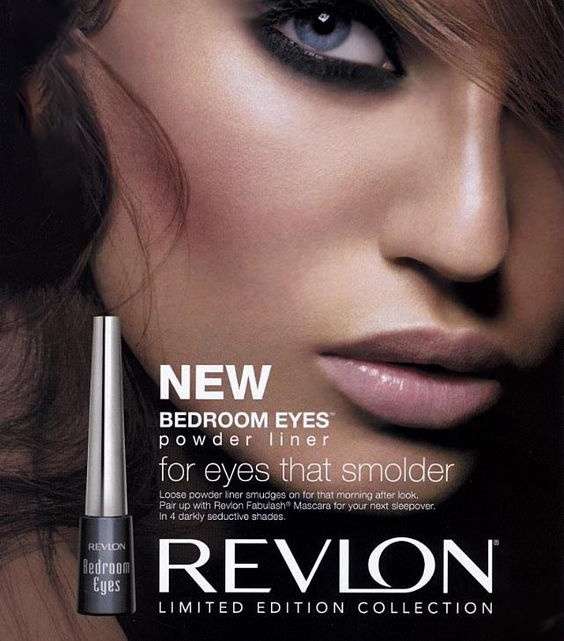 NEW
BEDROOM EYES™
powder liner
for eyes that smolder
Loose powder liner smudges on for that morning after look.
Pair up with Revlon Fabulash® Mascara for your next sleepover.
In 4 darkly seductive shades.
REVLON®
LIMITED EDITION COLLECTION
REVLON
Bedroom
Eyes